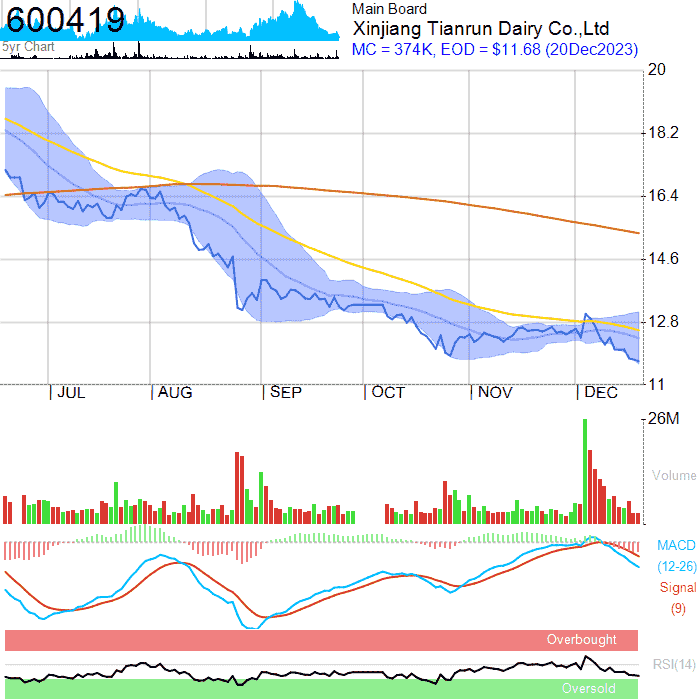 600419
5yr Chart
Main Board
Xinjiang Tianrun Dairy Co.,Ltd
MC = 374K, EOD = $11.68 (20Dec2023)
20
18.2
16.4
14.6
12.8
11
JUL AUG SEP OCT NOV DEC
26M
Volume
MACD
(12-26)
Signal
(9)
Overbought
RSI(14)
Oversold